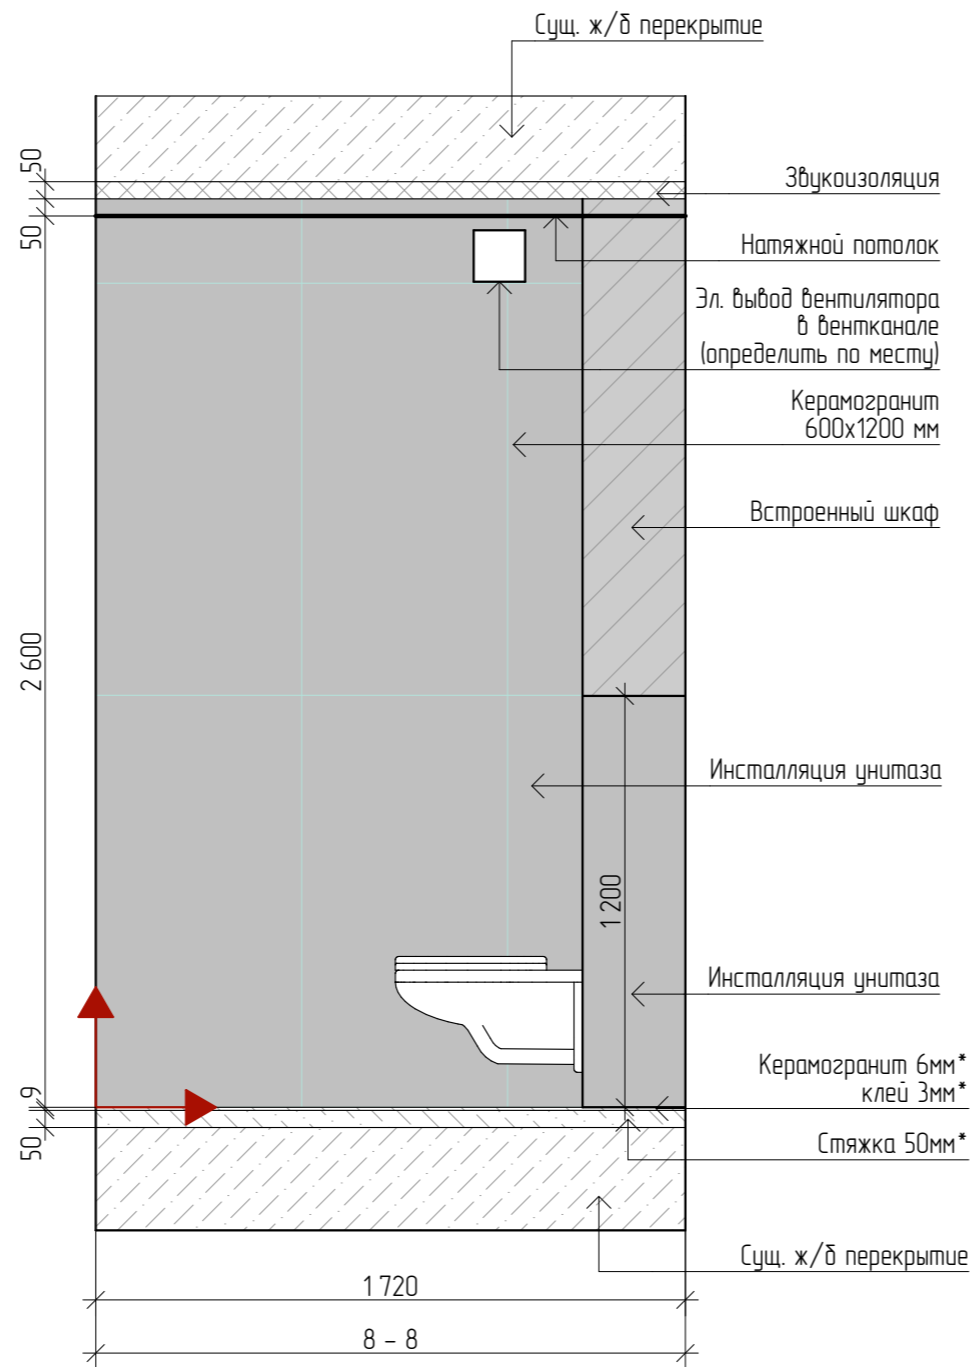 Сущ. ж/б перекрытие
50
Звукоизоляция
50
Натяжной потолок
Эл. вывод вентилятора
в вентканале
(определить по месту)
Керамогранит
600х1200 мм
Встроенный шкаф
2 600
Инсталляция унитаза
1 200
Инсталляция унитаза
Керамогранит 6мм*
клей 3мм*
9
50
Стяжка 50мм*
Сущ. ж/б перекрытие
1 720
8 – 8